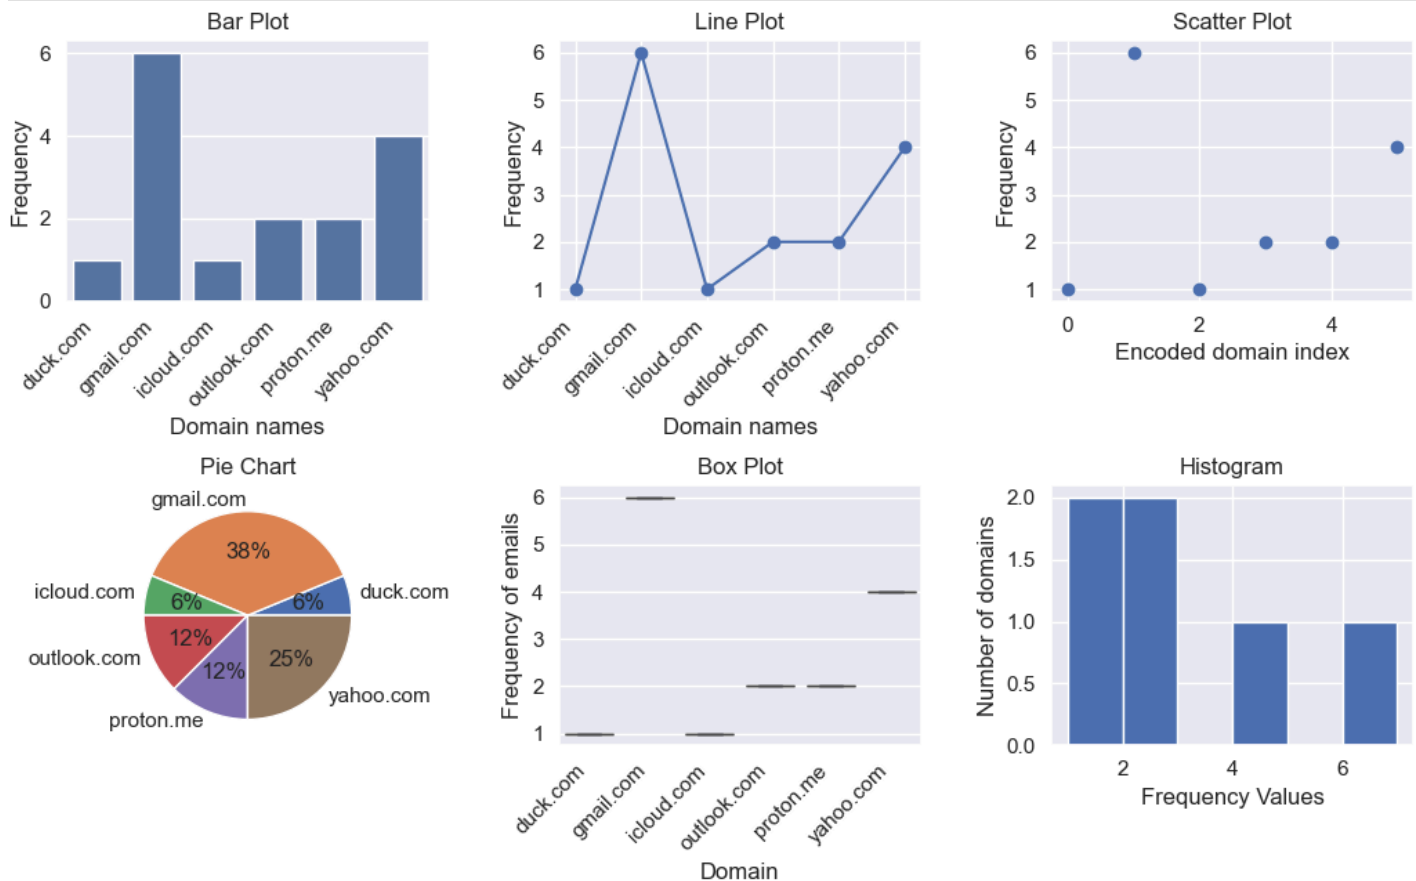 Bar Plot
Frequency
6
4
2
0
duck.com
gmail.com
icloud.com
outlook.com
proton.me
yahoo.com
Domain names
Line Plot
Frequency
6
5
4
3
2
1
duck.com
gmail.com
icloud.com
outlook.com
proton.me
yahoo.com
Domain names
Scatter Plot
Frequency
6
5
4
3
2
1
0
2
4
Encoded domain index
Pie Chart
gmail.com
38%
icloud.com
6%
6%
duck.com
12%
outlook.com
12%
25%
yahoo.com
proton.me
Box Plot
Frequency of emails
6
5
4
3
2
1
duck.com
gmail.com
icloud.com
outlook.com
proton.me
yahoo.com
Domain
Histogram
Number of domains
2.0
1.5
1.0
0.5
0.0
2
4
6
Frequency Values